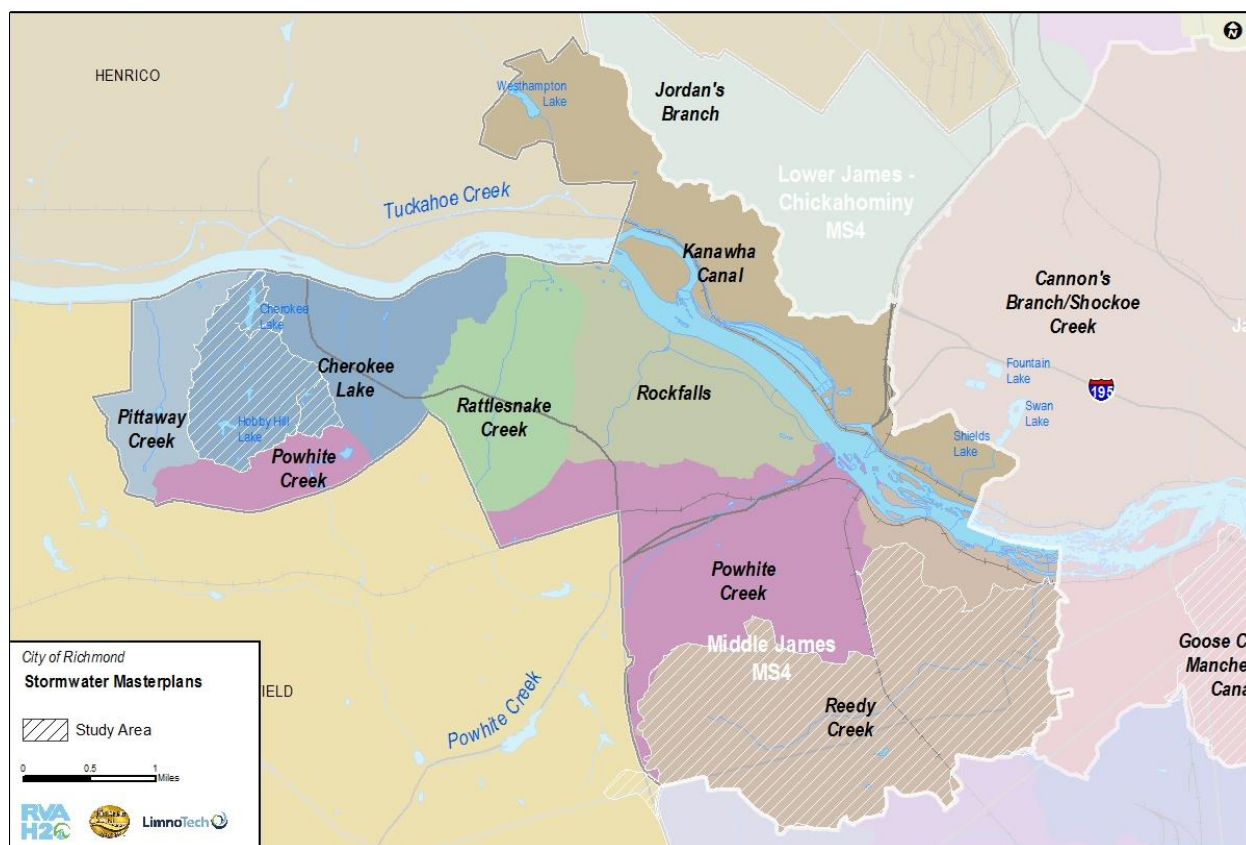 HENRICO
Westhampton
Lake
Jordan's
Branch
Lower James -
Chickahominy
MS4
Tuckahoe Creek
Kanawha
Canal
Cannon's
Branch/Shockoe
Creek
Ja
Cherokee
Lake
Cherokee
Lake
Fountain
Lake
195
Swan
Lake
Rattlesnake
Creek
Rockfalls
Pittaway
Creek
Hobby Hill
Lake
Shields
Lake
Powhite
Creek
Powhite
Creek
Middle James
MS4
Goose C
Manche
Cana
Reedy
Creek
Powhite Creek
IELD
City of Richmond
Stormwater Masterplans
Study Area
0 0.5 1
Miles
RVA
H2O
LimnoTech
N